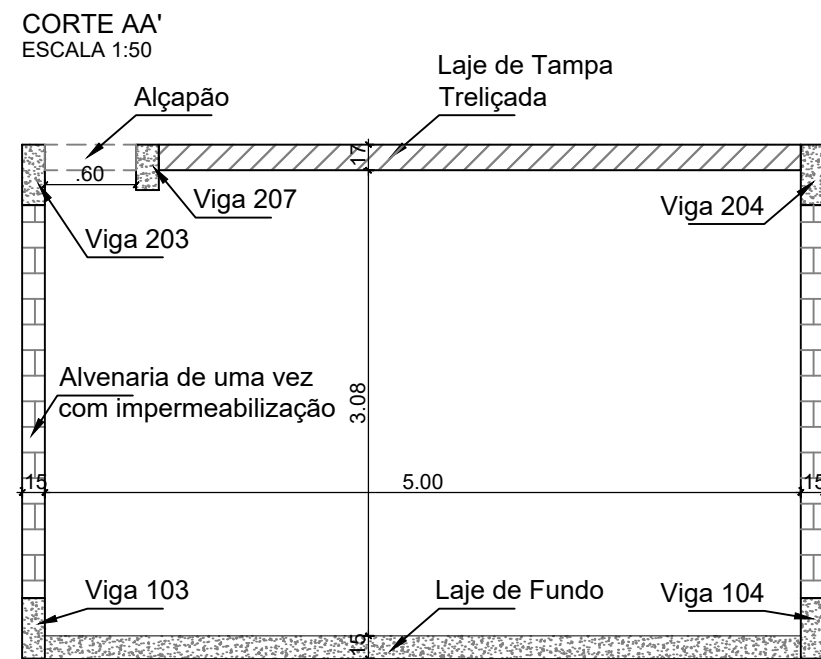 CORTE AA'
ESCALA 1:50
Laje de Tampa
Treliçada
Alçapão
17
.60
Viga 207
Viga 204
Viga 203
Alvenaria de uma vez
com impermeabilização
3.08
.15
5.00
.15
Viga 103
Laje de Fundo
Viga 104
15